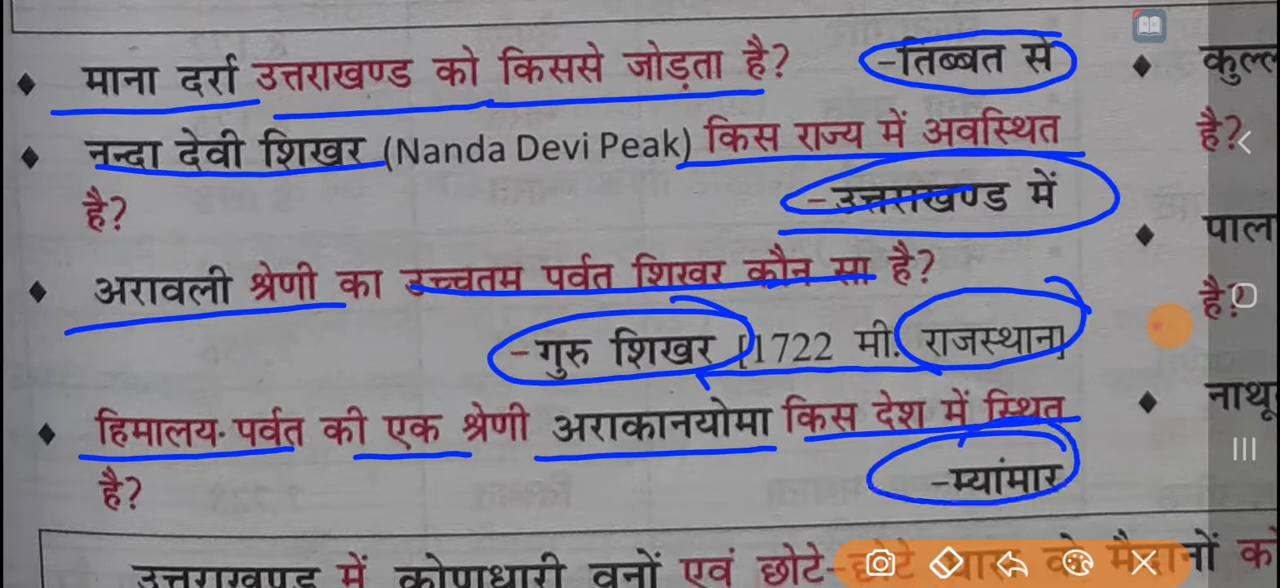 ♦ माना दर्रा उत्तराखण्ड को किससे जोड़ता है? -तिब्बत से
♦ नन्दा देवी शिखर (Nanda Devi Peak) किस राज्य में अवस्थित
है? -उत्तराखण्ड में
♦ अरावली श्रेणी का उच्चतम पर्वत शिखर कौन सा है?
-गुरु शिखर [1722 मी. राजस्थान]
♦ हिमालय पर्वत की एक श्रेणी अराकानयोमा किस देश में स्थित
है? -म्यांमार
उत्तराखण्ड में कोणधारी वनों एवं छोटे-छोटे घास के मैदानों
♦
है?
♦
है?
♦